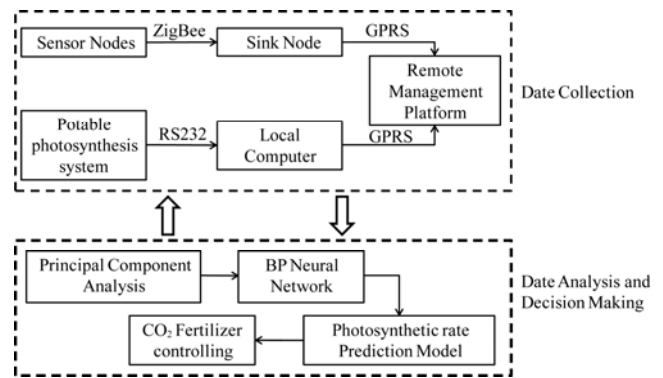 Sensor Nodes
ZigBee
Sink Node
GPRS
Remote
Management
Platform
Date Collection
Potable
photosynthesis
system
RS232
Local
Computer
GPRS
Principal Component
Analysis
BP Neural
Network
Date Analysis and
Decision Making
CO₂ Fertilizer
controlling
Photosynthetic rate
Prediction Model